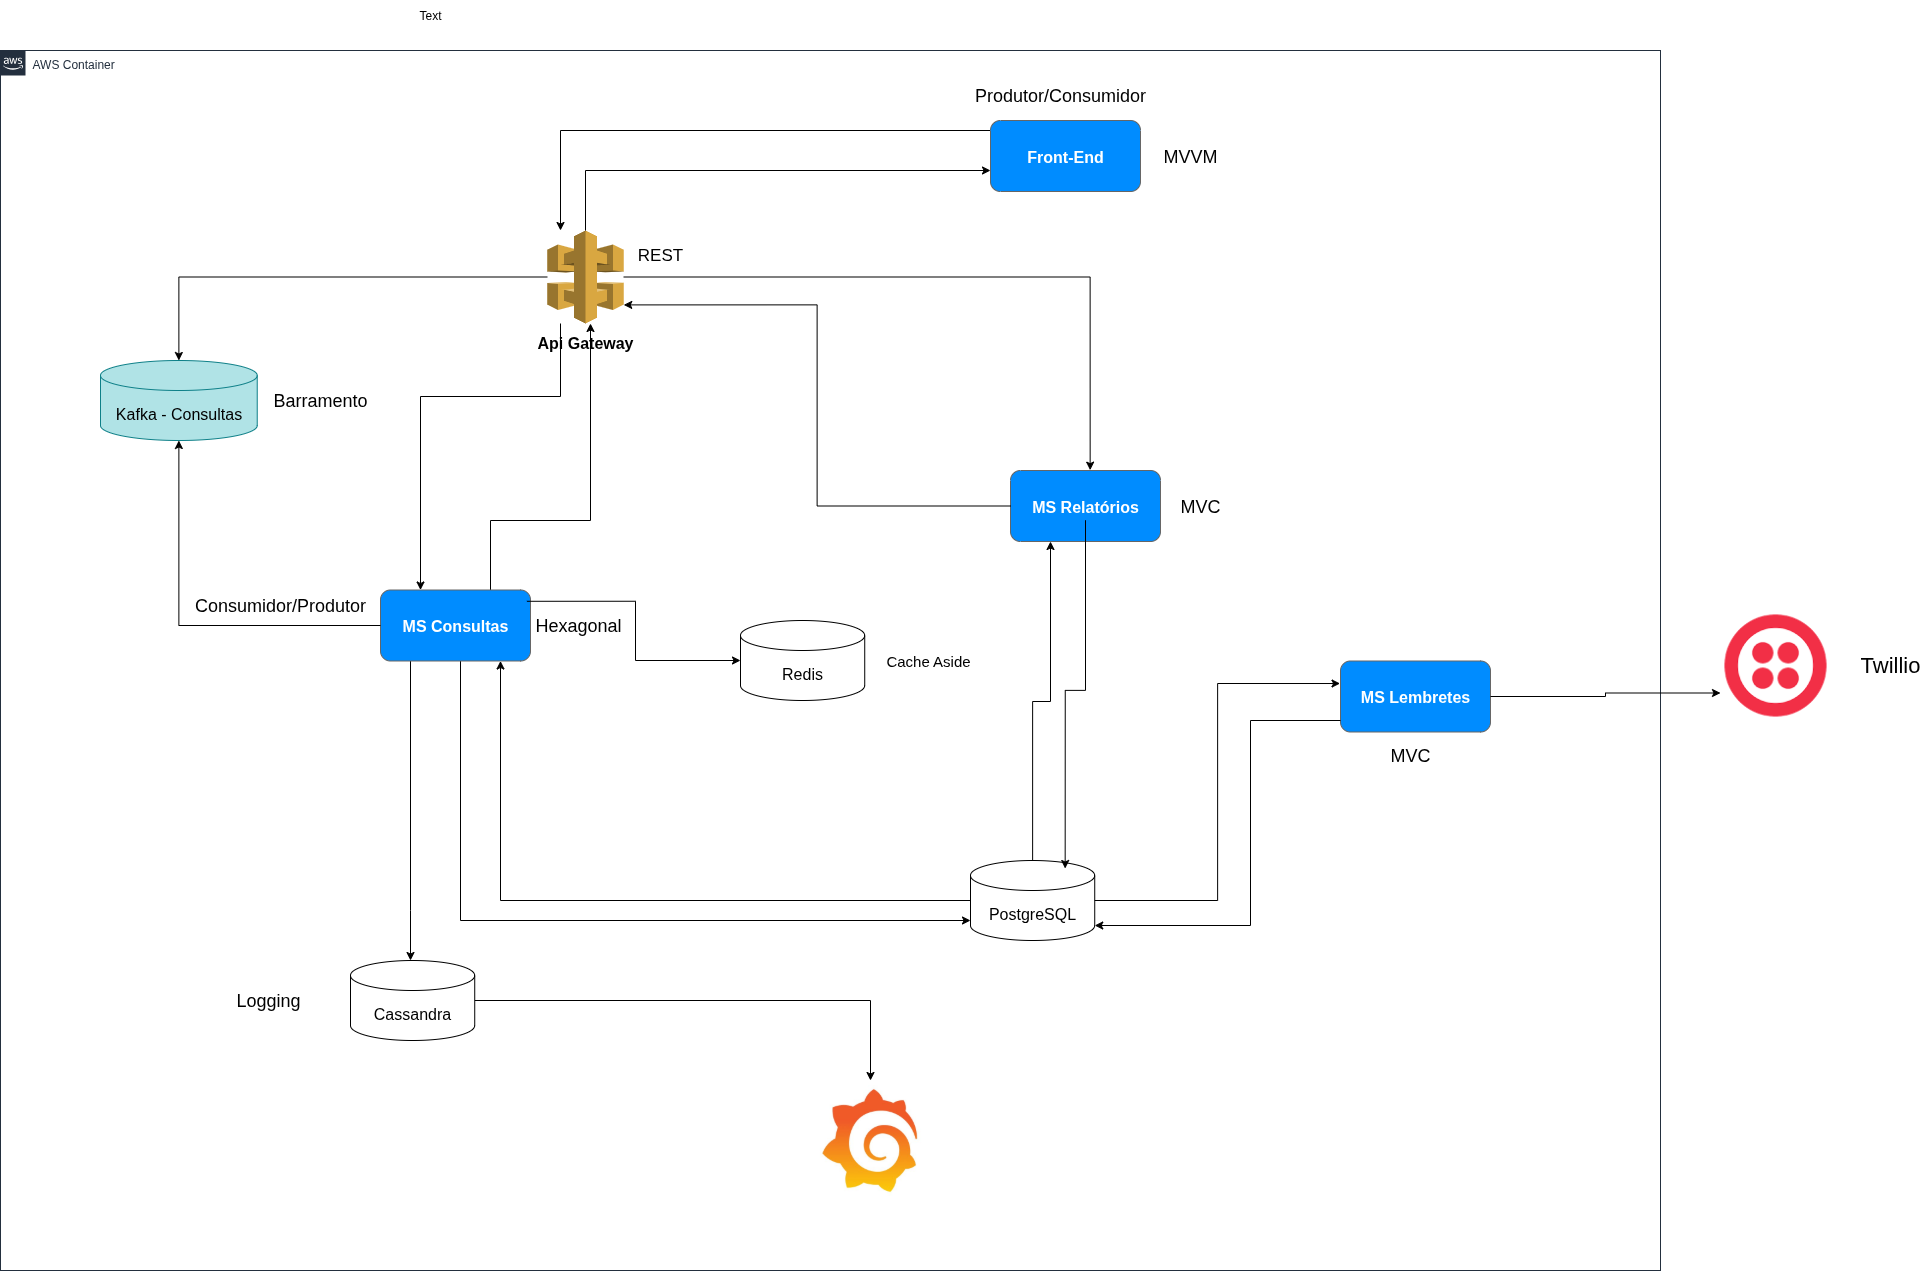 Text
aws
AWS Container
Produtor/Consumidor
Front-End
MVVM
REST
Api Gateway
Kafka - Consultas
Barramento
MS Relatórios
MVC
Consumidor/Produtor
MS Consultas
Hexagonal
Redis
Cache Aside
MS Lembretes
Twillio
MVC
PostgreSQL
Logging
Cassandra